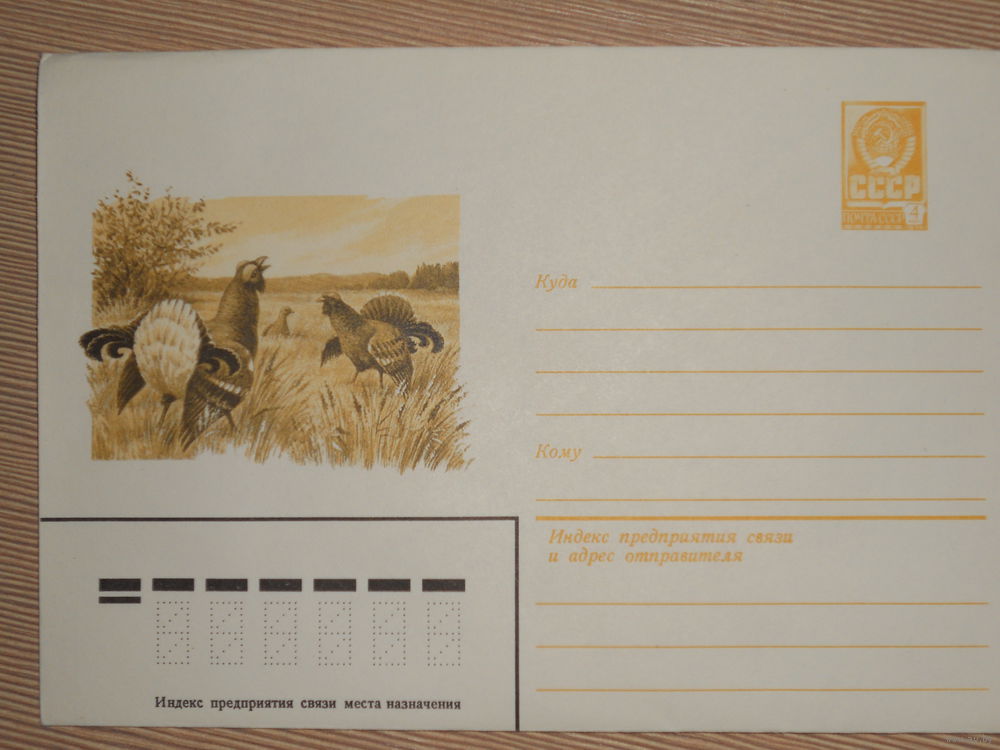 СССР
ПОЧТА СССР
4
Куда
Кому
Индекс предприятия связи
и адрес отправителя
Индекс предприятия связи места назначения